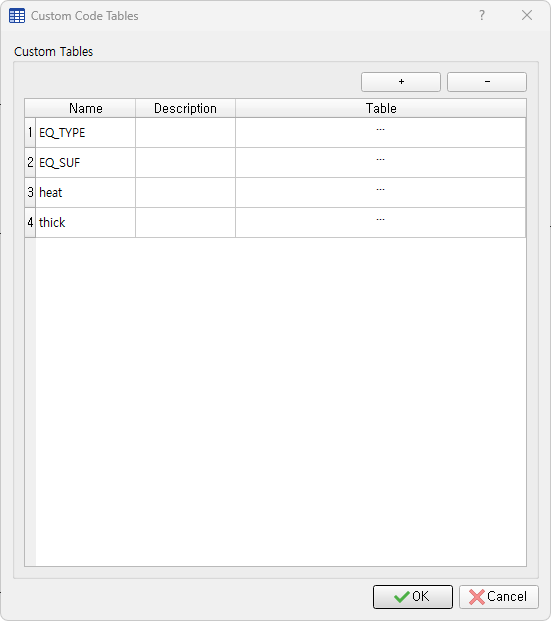 Custom Code Tables ?
Custom Tables
+ -
Name Description Table
1 EQ_TYPE ...
2 EQ_SUF ...
3 heat ...
4 thick ...
OK Cancel